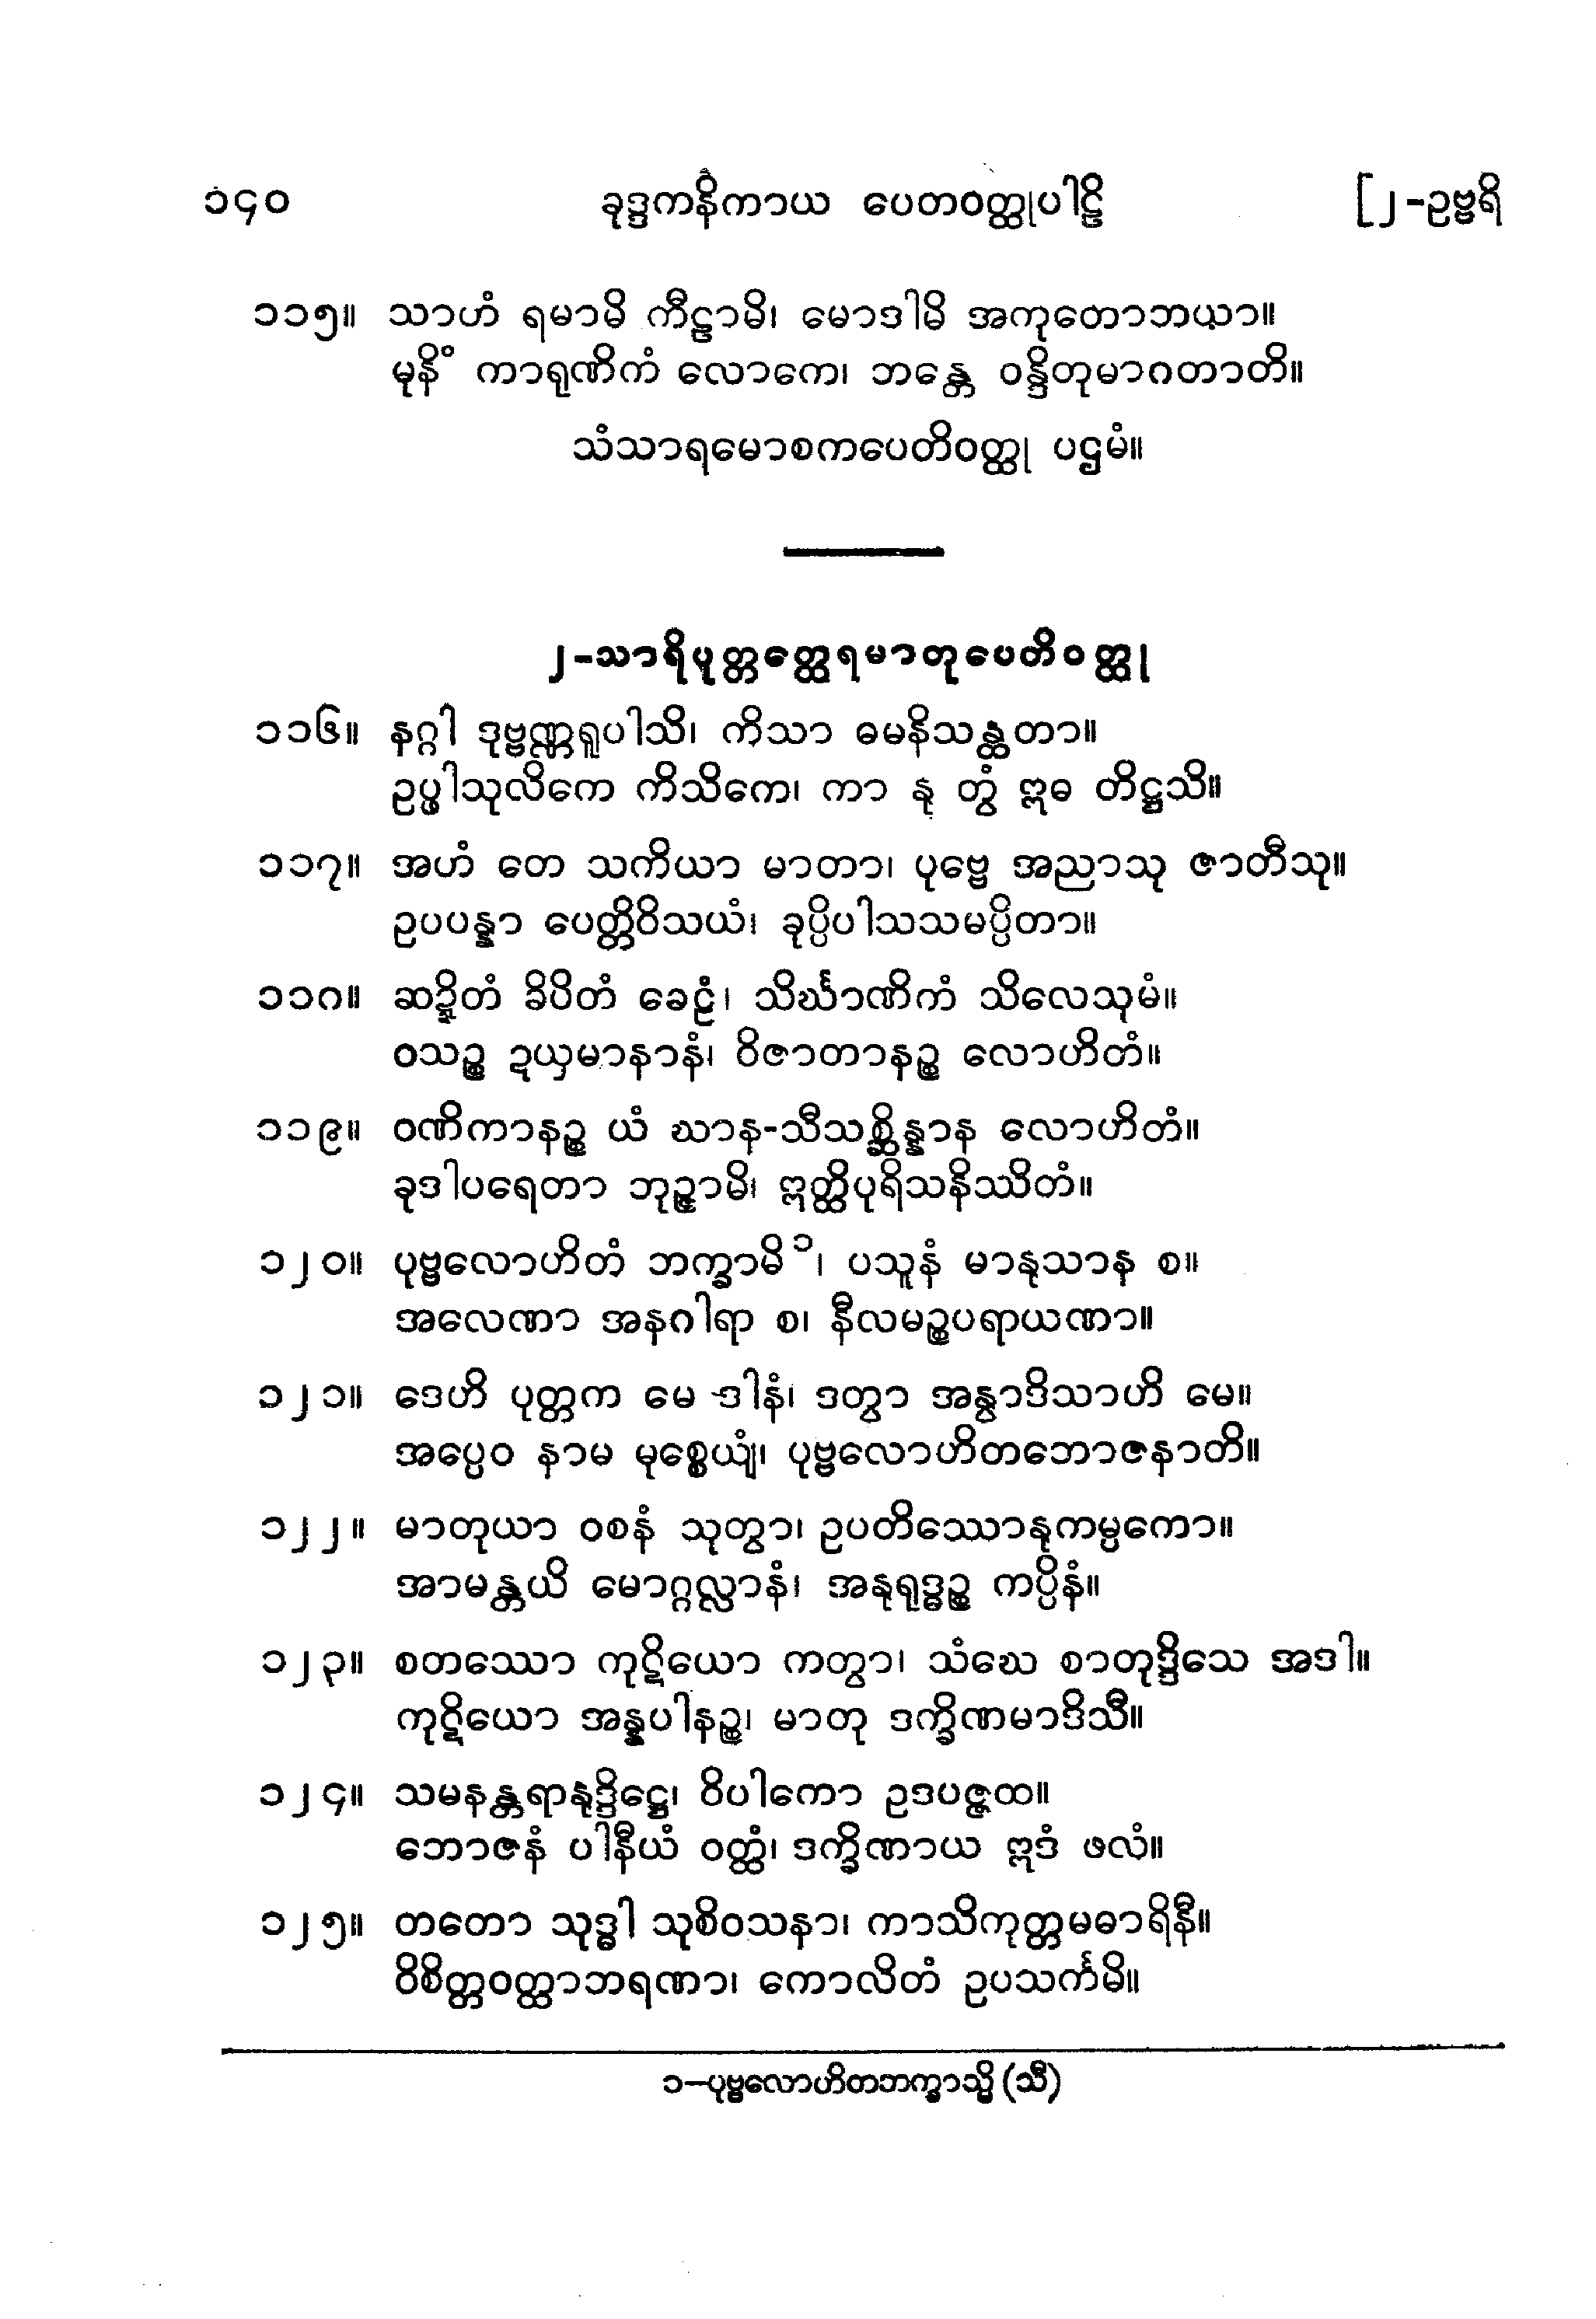 ၁၄၀ ခုဒ္ဒကနိကာယ ပေတဝတ္ထုပါဠိ [၂-ဥဗ္ဗရိ
၁၁၅။ သာဟံ ရမာမိ ကီဠာမိ၊ မောဒါမိ အကုတောဘယာ။
မုနိံ ကာရုဏိကံ လောကေ၊ ဘန္တေ ဝန္ဒိတုမာဂတာတိ။
သံသာရမောစကပေတိဝတ္ထု ပဌမံ။
၂-သာရိပုတ္တတ္ထေရမာတုပေတိဝတ္ထု
၁၁၆။ နဂ္ဂါ ဒုဗ္ဗဏ္ဏရူပါသိ၊ ကိသာ ဓမနိသန္ထတာ။
ဥပ္ဖါသုလိကေ ကိသိကေ၊ ကာ နု တွံ ဣဓ တိဋ္ဌသိ။
၁၁၇။ အဟံ တေ သကိယာ မာတာ၊ ပုဗ္ဗေ အညာသု ဇာတီသု။
ဥပပန္နာ ပေတ္တိဝိသယံ၊ ခုပ္ပိပါသသမပ္ပိတာ။
၁၁၈။ ဆဍ္ဍိတံ ခိပိတံ ခေဠံ၊ သိင်္ဃာဏိကံ သိလေသုမံ။
ဝသဉ္စ ဍယှမာနာနံ၊ ဝိဇာတာနဉ္စ လောဟိတံ။
၁၁၉။ ဝဏိကာနဉ္စ ယံ ဃာန-သီသစ္ဆိန္နာန လောဟိတံ။
ခုဒါပရေတာ ဘုဉ္ဇာမိ၊ ဣတ္ထိပုရိသနိဿိတံ။
၁၂၀။ ပုဗ္ဗလောဟိတံ ဘက္ခာမိ ၁၊ ပသူနံ မာနုသာန စ။
အလေဏာ အနဂါရာ စ၊ နီလမဉ္စပရာယဏာ။
၁၂၁။ ဒေဟိ ပုတ္တက မေ ဒါနံ၊ ဒတွာ အန္വာဒိသာဟိ မေ။
အပ္ပေဝ နာမ မုစ္စေယျံ၊ ပုဗ္ဗလောဟိတဘောဇနာတိ။
၁၂၂။ မာတုယာ ဝစနံ သုတွာ၊ ဥပတိဿောနုကမ္ပကော။
အာမန္တယိ မောဂ္ဂလ္လာနံ၊ အနုရုဒ္ဓဉ္စ ကပ္ပိနံ။
၁၂၃။ စတဿော ကုဋိယော ကတွာ၊ သံဃေ စာတုဒ္ဒိသေ အဒါ။
ကုဋိယော အန္နပါနဉ္စ၊ မာတု ဒက္ခိဏမာဒိသီ။
၁၂၄။ သမနန္တရာနုဒ္ဒိဋ္ဌေ၊ ဝိပါကော ဥဒပဇ္ဇထ။
ဘောဇနံ ပါနီယံ ဝတ္ထံ၊ ဒက္ခိဏာယ ဣဒံ ဖလံ။
၁၂၅။ တတော သုဒ္ဓါ သုစိဝသနာ၊ ကာသိကုတ္တမဓာရိနီ။
ဝိစိတ္တဝတ္ထာဘရဏာ၊ ကောလိတံ ဥပသင်္ကမိ။
၁–ပုဗ္ဗလောဟိတဘက္ခာသ္မိ (သီ)